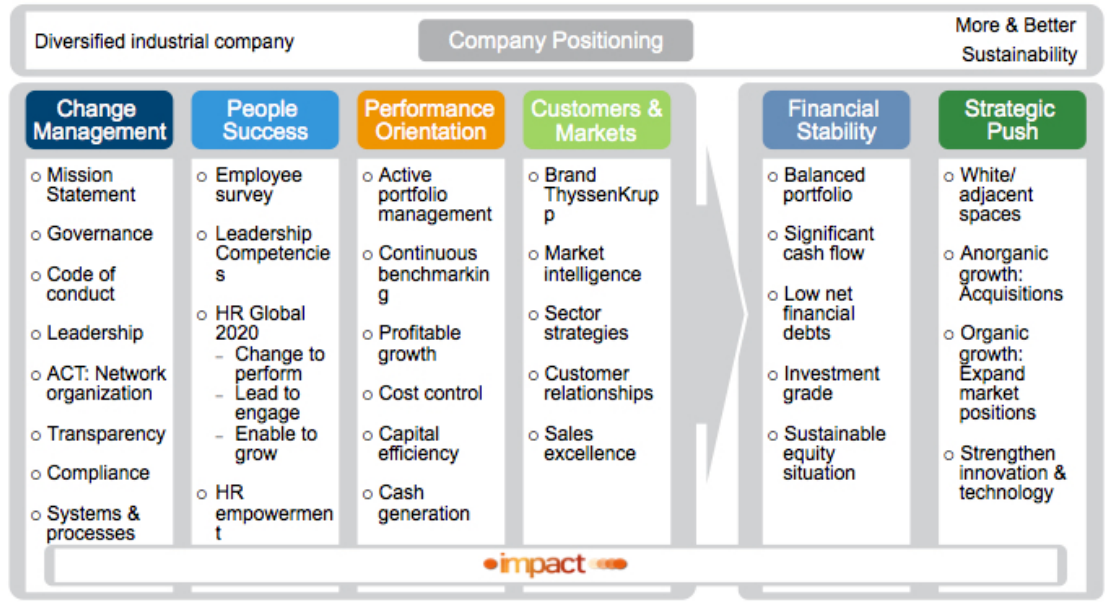 Diversified industrial company
Company Positioning
More & Better
Sustainability
Change
Management
○ Mission
Statement
○ Governance
○ Code of
conduct
○ Leadership
○ ACT: Network
organization
○ Transparency
○ Compliance
○ Systems &
processes
People
Success
○ Employee
survey
○ Leadership
Competencie
s
○ HR Global
2020
– Change to
perform
– Lead to
engage
– Enable to
grow
○ HR
empowermen
t
Performance
Orientation
○ Active
portfolio
management
○ Continuous
benchmarkin
g
○ Profitable
growth
○ Cost control
○ Capital
efficiency
○ Cash
generation
Customers &
Markets
○ Brand
ThyssenKrup
p
○ Market
intelligence
○ Sector
strategies
○ Customer
relationships
○ Sales
excellence
Financial
Stability
○ Balanced
portfolio
○ Significant
cash flow
○ Low net
financial
debts
○ Investment
grade
○ Sustainable
equity
situation
Strategic
Push
○ White/
adjacent
spaces
○ Anorganic
growth:
Acquisitions
○ Organic
growth:
Expand
market
positions
○ Strengthen
innovation &
technology
impact